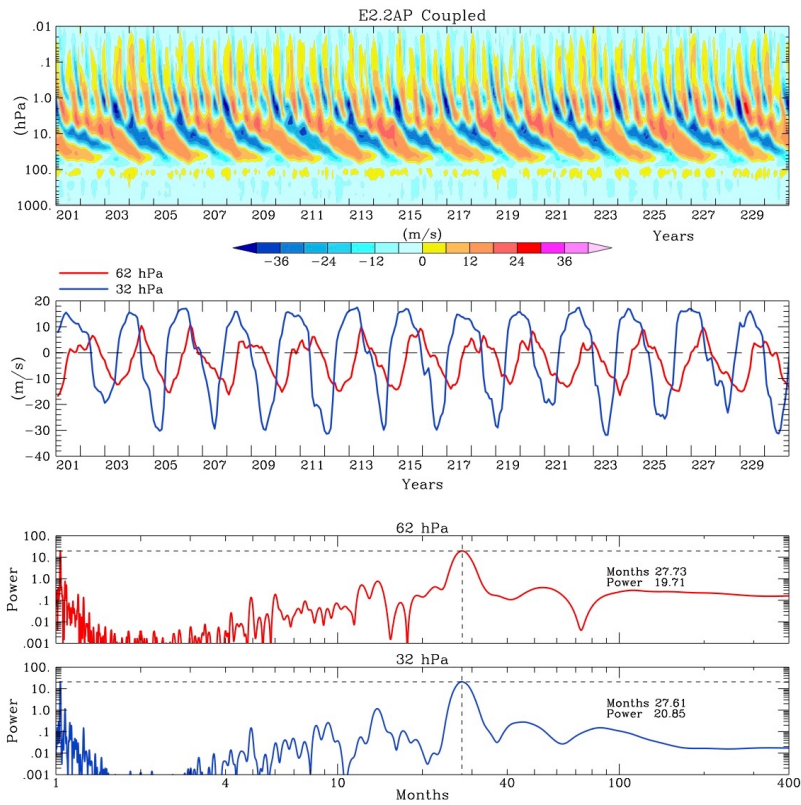 E2.2AP Coupled
.01
.1
1.0
10.
100.
1000.
(hPa)
201 203 205 207 209 211 213 215 217 219 221 223 225 227 229
(m/s) Years
−36 −24 −12 0 12 24 36
62 hPa
32 hPa
20
10
0
−10
−20
−30
−40
(m/s)
201 203 205 207 209 211 213 215 217 219 221 223 225 227 229
Years
62 hPa
100.
10.
1.0
.1
.01
.001
Power
Months 27.73
Power 19.71
32 hPa
100.
10.
1.0
.1
.01
.001
Power
Months 27.61
Power 20.85
1 4 10 40 100 400
Months